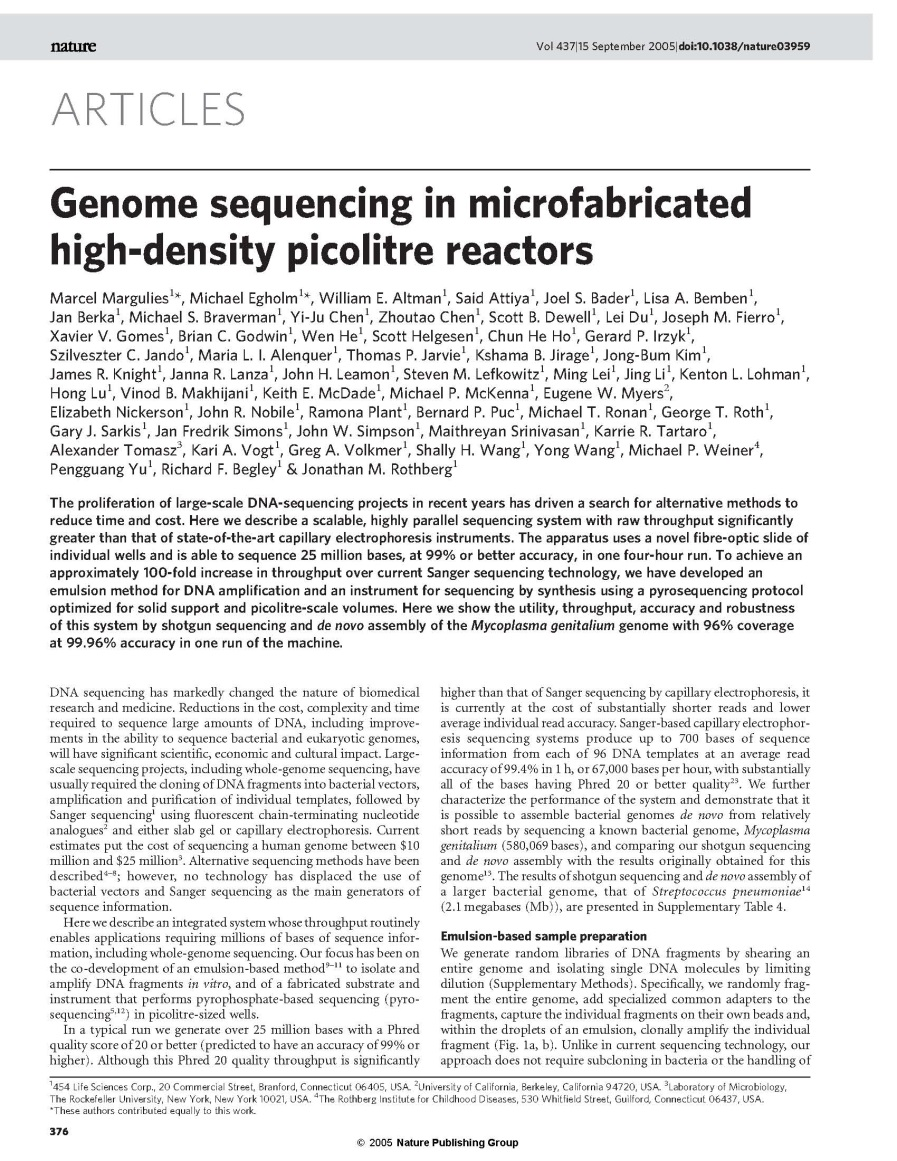 nature
Vol 437|15 September 2005|doi:10.1038/nature03959
ARTICLES
Genome sequencing in microfabricated
high-density picolitre reactors
Marcel Margulies¹*, Michael Egholm¹*, William E. Altman¹, Said Attiya¹, Joel S. Bader¹, Lisa A. Bemben¹,
Jan Berka¹, Michael S. Braverman¹, Yi-Ju Chen¹, Zhoutao Chen¹, Scott B. Dewell¹, Lei Du¹, Joseph M. Fierro¹,
Xavier V. Gomes¹, Brian C. Godwin¹, Wen He¹, Scott Helgesen¹, Chun He Ho¹, Gerard P. Irzyk¹,
Szilveszter C. Jando¹, Maria L. I. Alenquer¹, Thomas P. Jarvie¹, Kshama B. Jirage¹, Jong-Bum Kim¹,
James R. Knight¹, Janna R. Lanza¹, John H. Leamon¹, Steven M. Lefkowitz¹, Ming Lei¹, Jing Li¹, Kenton L. Lohman¹,
Hong Lu¹, Vinod B. Makhijani¹, Keith E. McDade¹, Michael P. McKenna¹, Eugene W. Myers²,
Elizabeth Nickerson¹, John R. Nobile¹, Ramona Plant¹, Bernard P. Puc¹, Michael T. Ronan¹, George T. Roth¹,
Gary J. Sarkis¹, Jan Fredrik Simons¹, John W. Simpson¹, Maithreyan Srinivasan¹, Karrie R. Tartaro¹,
Alexander Tomasz³, Kari A. Vogt¹, Greg A. Volkmer¹, Shally H. Wang¹, Yong Wang¹, Michael P. Weiner⁴,
Pengguang Yu¹, Richard F. Begley¹ & Jonathan M. Rothberg¹
The proliferation of large-scale DNA-sequencing projects in recent years has driven a search for alternative methods to
reduce time and cost. Here we describe a scalable, highly parallel sequencing system with raw throughput significantly
greater than that of state-of-the-art capillary electrophoresis instruments. The apparatus uses a novel fibre-optic slide of
individual wells and is able to sequence 25 million bases, at 99% or better accuracy, in one four-hour run. To achieve an
approximately 100-fold increase in throughput over current Sanger sequencing technology, we have developed an
emulsion method for DNA amplification and an instrument for sequencing by synthesis using a pyrosequencing protocol
optimized for solid support and picolitre-scale volumes. Here we show the utility, throughput, accuracy and robustness
of this system by shotgun sequencing and de novo assembly of the Mycoplasma genitalium genome with 96% coverage
at 99.96% accuracy in one run of the machine.
DNA sequencing has markedly changed the nature of biomedical
research and medicine. Reductions in the cost, complexity and time
required to sequence large amounts of DNA, including improve-
ments in the ability to sequence bacterial and eukaryotic genomes,
will have significant scientific, economic and cultural impact. Large-
scale sequencing projects, including whole-genome sequencing, have
usually required the cloning of DNA fragments into bacterial vectors,
amplification and purification of individual templates, followed by
Sanger sequencing¹ using fluorescent chain-terminating nucleotide
analogues² and either slab gel or capillary electrophoresis. Current
estimates put the cost of sequencing a human genome between $10
million and $25 million³. Alternative sequencing methods have been
described⁴⁻⁸; however, no technology has displaced the use of
bacterial vectors and Sanger sequencing as the main generators of
sequence information.
Here we describe an integrated system whose throughput routinely
enables applications requiring millions of bases of sequence infor-
mation, including whole-genome sequencing. Our focus has been on
the co-development of an emulsion-based method⁹⁻¹¹ to isolate and
amplify DNA fragments in vitro, and of a fabricated substrate and
instrument that performs pyrophosphate-based sequencing (pyro-
sequencing⁵,¹²) in picolitre-sized wells.
In a typical run we generate over 25 million bases with a Phred
quality score of 20 or better (predicted to have an accuracy of 99% or
higher). Although this Phred 20 quality throughput is significantly
higher than that of Sanger sequencing by capillary electrophoresis, it
is currently at the cost of substantially shorter reads and lower
average individual read accuracy. Sanger-based capillary electrophor-
esis sequencing systems produce up to 700 bases of sequence
information from each of 96 DNA templates at an average read
accuracy of 99.4% in 1 h, or 67,000 bases per hour, with substantially
all of the bases having Phred 20 or better quality²³. We further
characterize the performance of the system and demonstrate that it
is possible to assemble bacterial genomes de novo from relatively
short reads by sequencing a known bacterial genome, Mycoplasma
genitalium (580,069 bases), and comparing our shotgun sequencing
and de novo assembly with the results originally obtained for this
genome¹³. The results of shotgun sequencing and de novo assembly of
a larger bacterial genome, that of Streptococcus pneumoniae¹⁴
(2.1 megabases (Mb)), are presented in Supplementary Table 4.
Emulsion-based sample preparation
We generate random libraries of DNA fragments by shearing an
entire genome and isolating single DNA molecules by limiting
dilution (Supplementary Methods). Specifically, we randomly frag-
ment the entire genome, add specialized common adapters to the
fragments, capture the individual fragments on their own beads and,
within the droplets of an emulsion, clonally amplify the individual
fragment (Fig. 1a, b). Unlike in current sequencing technology, our
approach does not require subcloning in bacteria or the handling of
¹454 Life Sciences Corp., 20 Commercial Street, Branford, Connecticut 06405, USA. ²University of California, Berkeley, California 94720, USA. ³Laboratory of Microbiology,
The Rockefeller University, New York, New York 10021, USA. ⁴The Rothberg Institute for Childhood Diseases, 530 Whitfield Street, Guilford, Connecticut 06437, USA.
*These authors contributed equally to this work.
376
© 2005 Nature Publishing Group